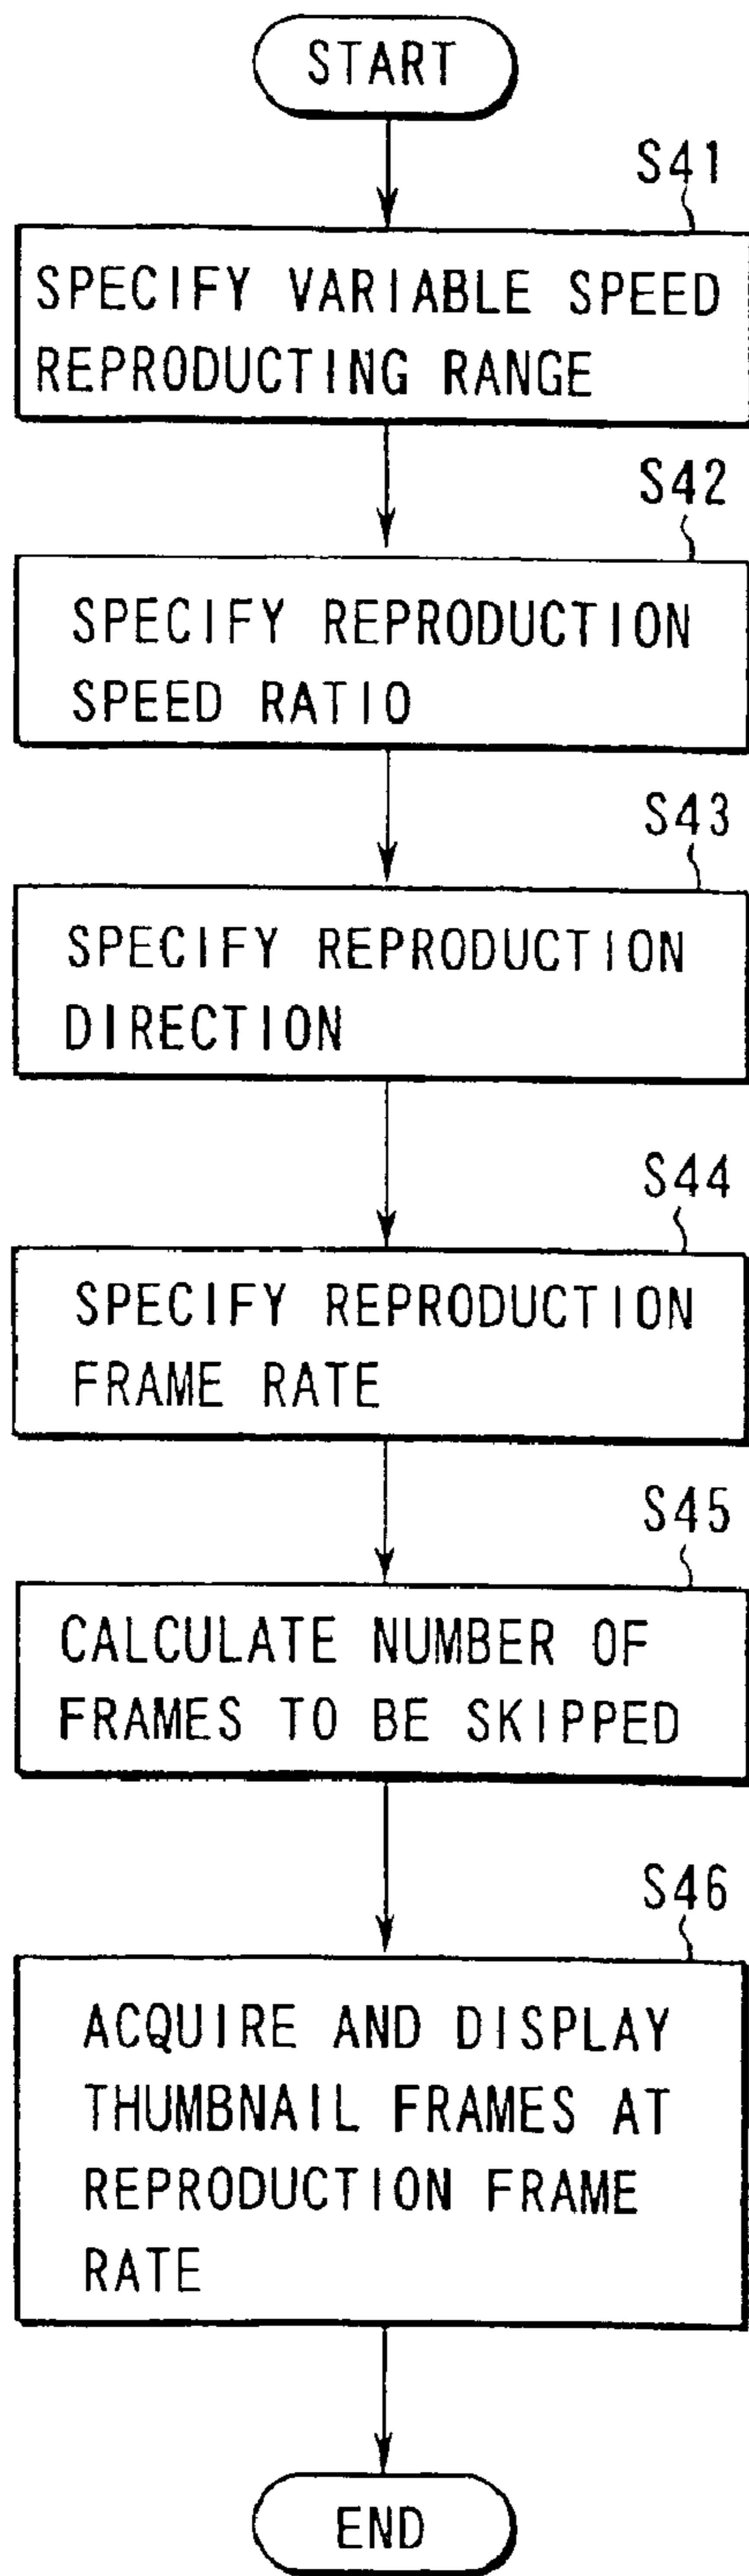 START
S41
SPECIFY VARIABLE SPEED
REPRODUCTING RANGE
S42
SPECIFY REPRODUCTION
SPEED RATIO
S43
SPECIFY REPRODUCTION
DIRECTION
S44
SPECIFY REPRODUCTION
FRAME RATE
S45
CALCULATE NUMBER OF
FRAMES TO BE SKIPPED
S46
ACQUIRE AND DISPLAY
THUMBNAIL FRAMES AT
REPRODUCTION FRAME
RATE
END